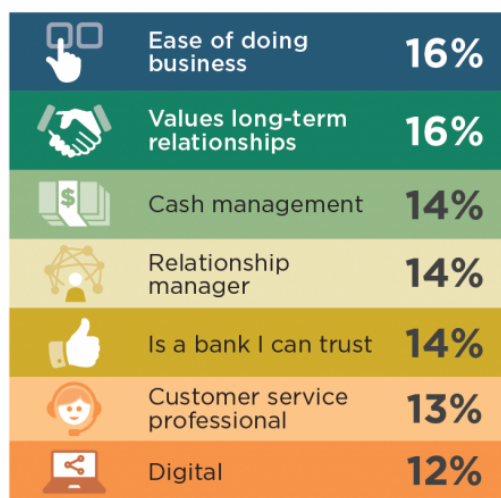 Ease of doing
business
16%
Values long-term
relationships
16%
$
Cash management
14%
Relationship
manager
14%
Is a bank I can trust
14%
Customer service
professional
13%
Digital
12%